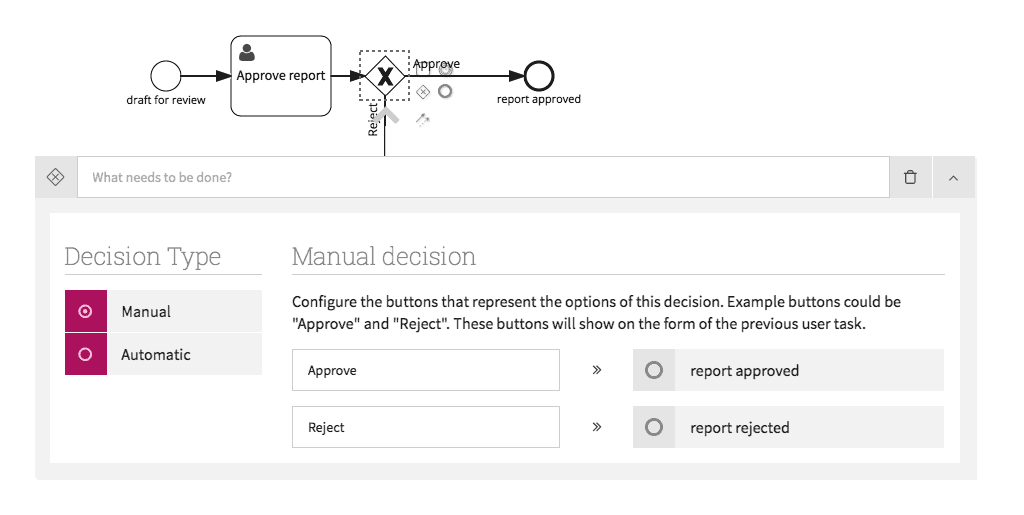 Approve
Approve report
draft for review
report approved
Reject
What needs to be done?
Decision Type
Manual
Automatic
Manual decision
Configure the buttons that represent the options of this decision. Example buttons could be
"Approve" and "Reject". These buttons will show on the form of the previous user task.
Approve » report approved
Reject » report rejected